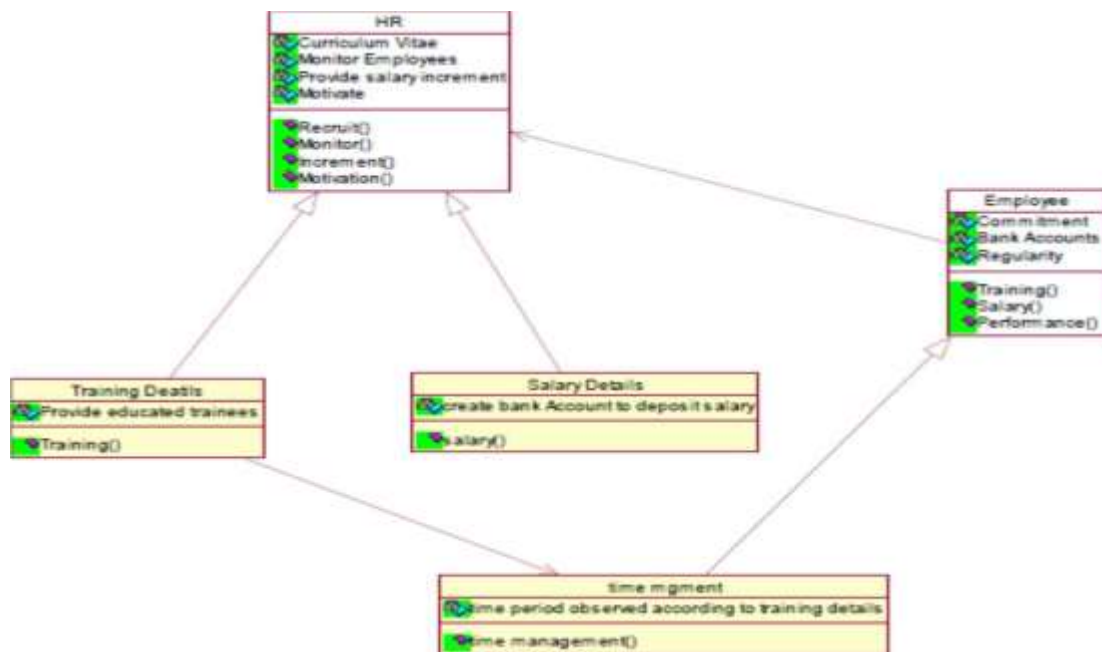 HR
Curriculum Vitae
Monitor Employees
Provide salary increment
Motivate
Recruit()
Monitor()
Increment()
Motivation()
Employee
Commitment
Bank Accounts
Regularity
Training()
Salary()
Performance()
Training Deatils
Provide educated trainees
Training()
Salary Details
create bank Account to deposit salary
salary()
time mgment
time period observed according to training details
time management()